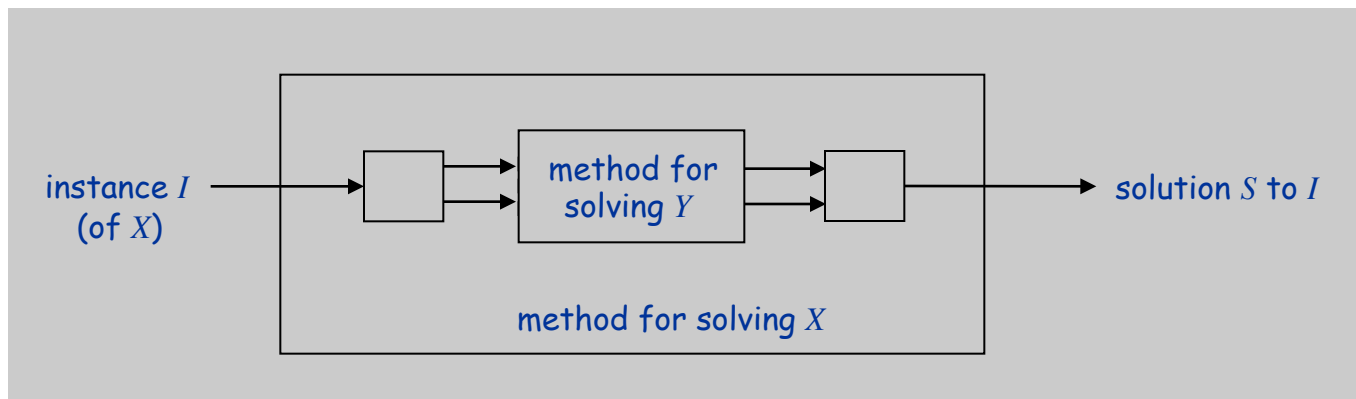 instance I
(of X)
method for
solving Y
solution S to I
method for solving X